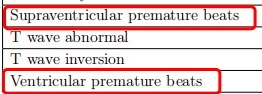 Supraventricular premature beats
T wave abnormal
T wave inversion
Ventricular premature beats